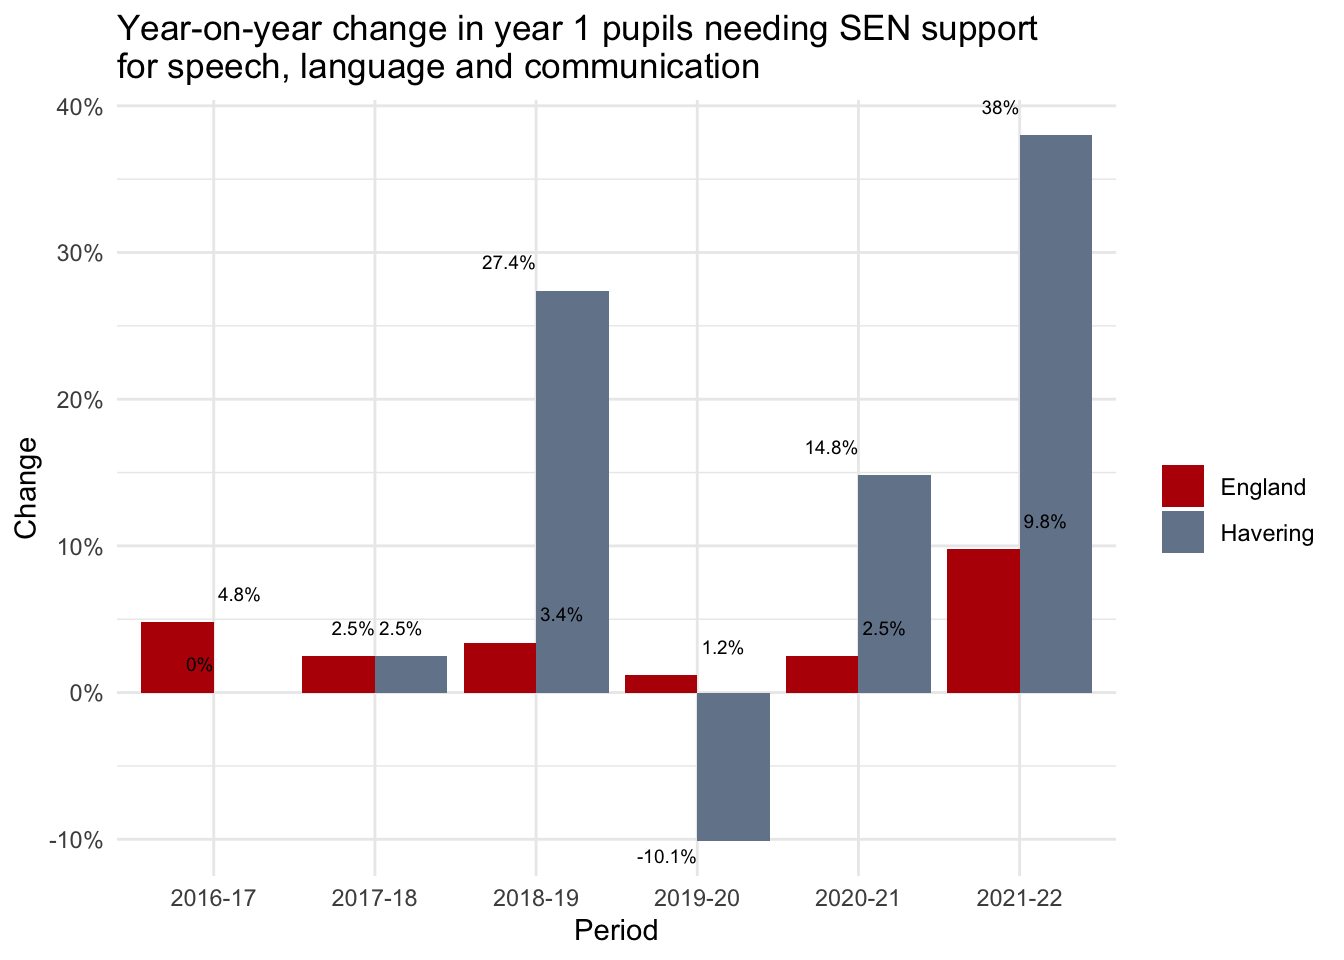 Year-on-year change in year 1 pupils needing SEN support
for speech, language and communication
40%
30%
20%
10%
0%
-10%
Change
4.8%
0%
2.5% 2.5%
27.4%
3.4%
1.2%
-10.1%
14.8%
2.5%
38%
9.8%
England
Havering
2016-17 2017-18 2018-19 2019-20 2020-21 2021-22
Period